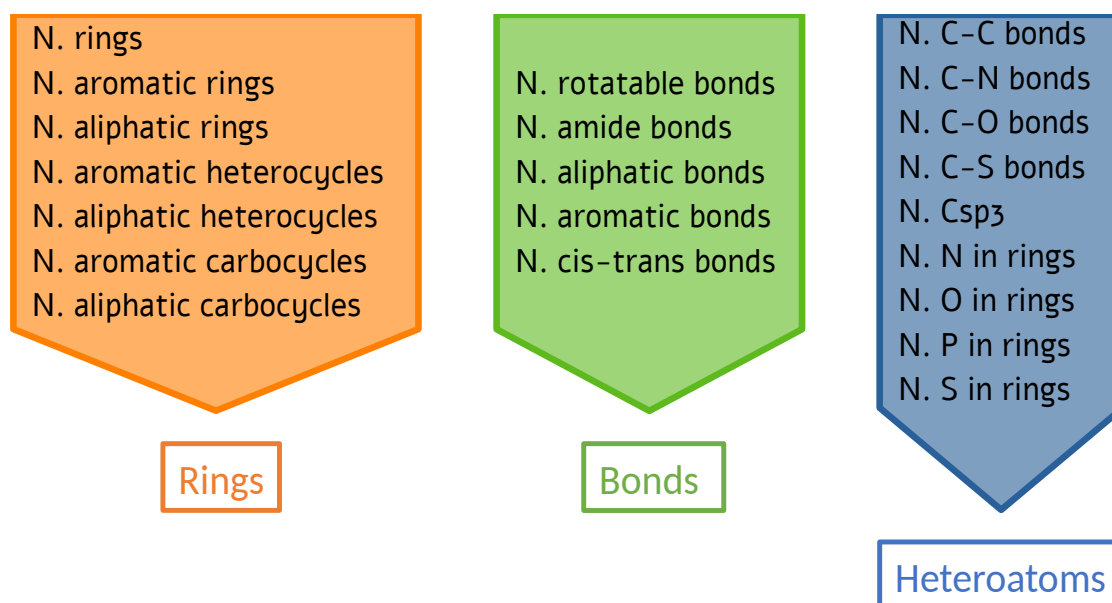 N. rings
N. aromatic rings
N. aliphatic rings
N. aromatic heterocycles
N. aliphatic heterocycles
N. aromatic carbocycles
N. aliphatic carbocycles
Rings
N. rotatable bonds
N. amide bonds
N. aliphatic bonds
N. aromatic bonds
N. cis-trans bonds
Bonds
N. C-C bonds
N. C-N bonds
N. C-O bonds
N. C-S bonds
N. Csp3
N. N in rings
N. O in rings
N. P in rings
N. S in rings
Heteroatoms